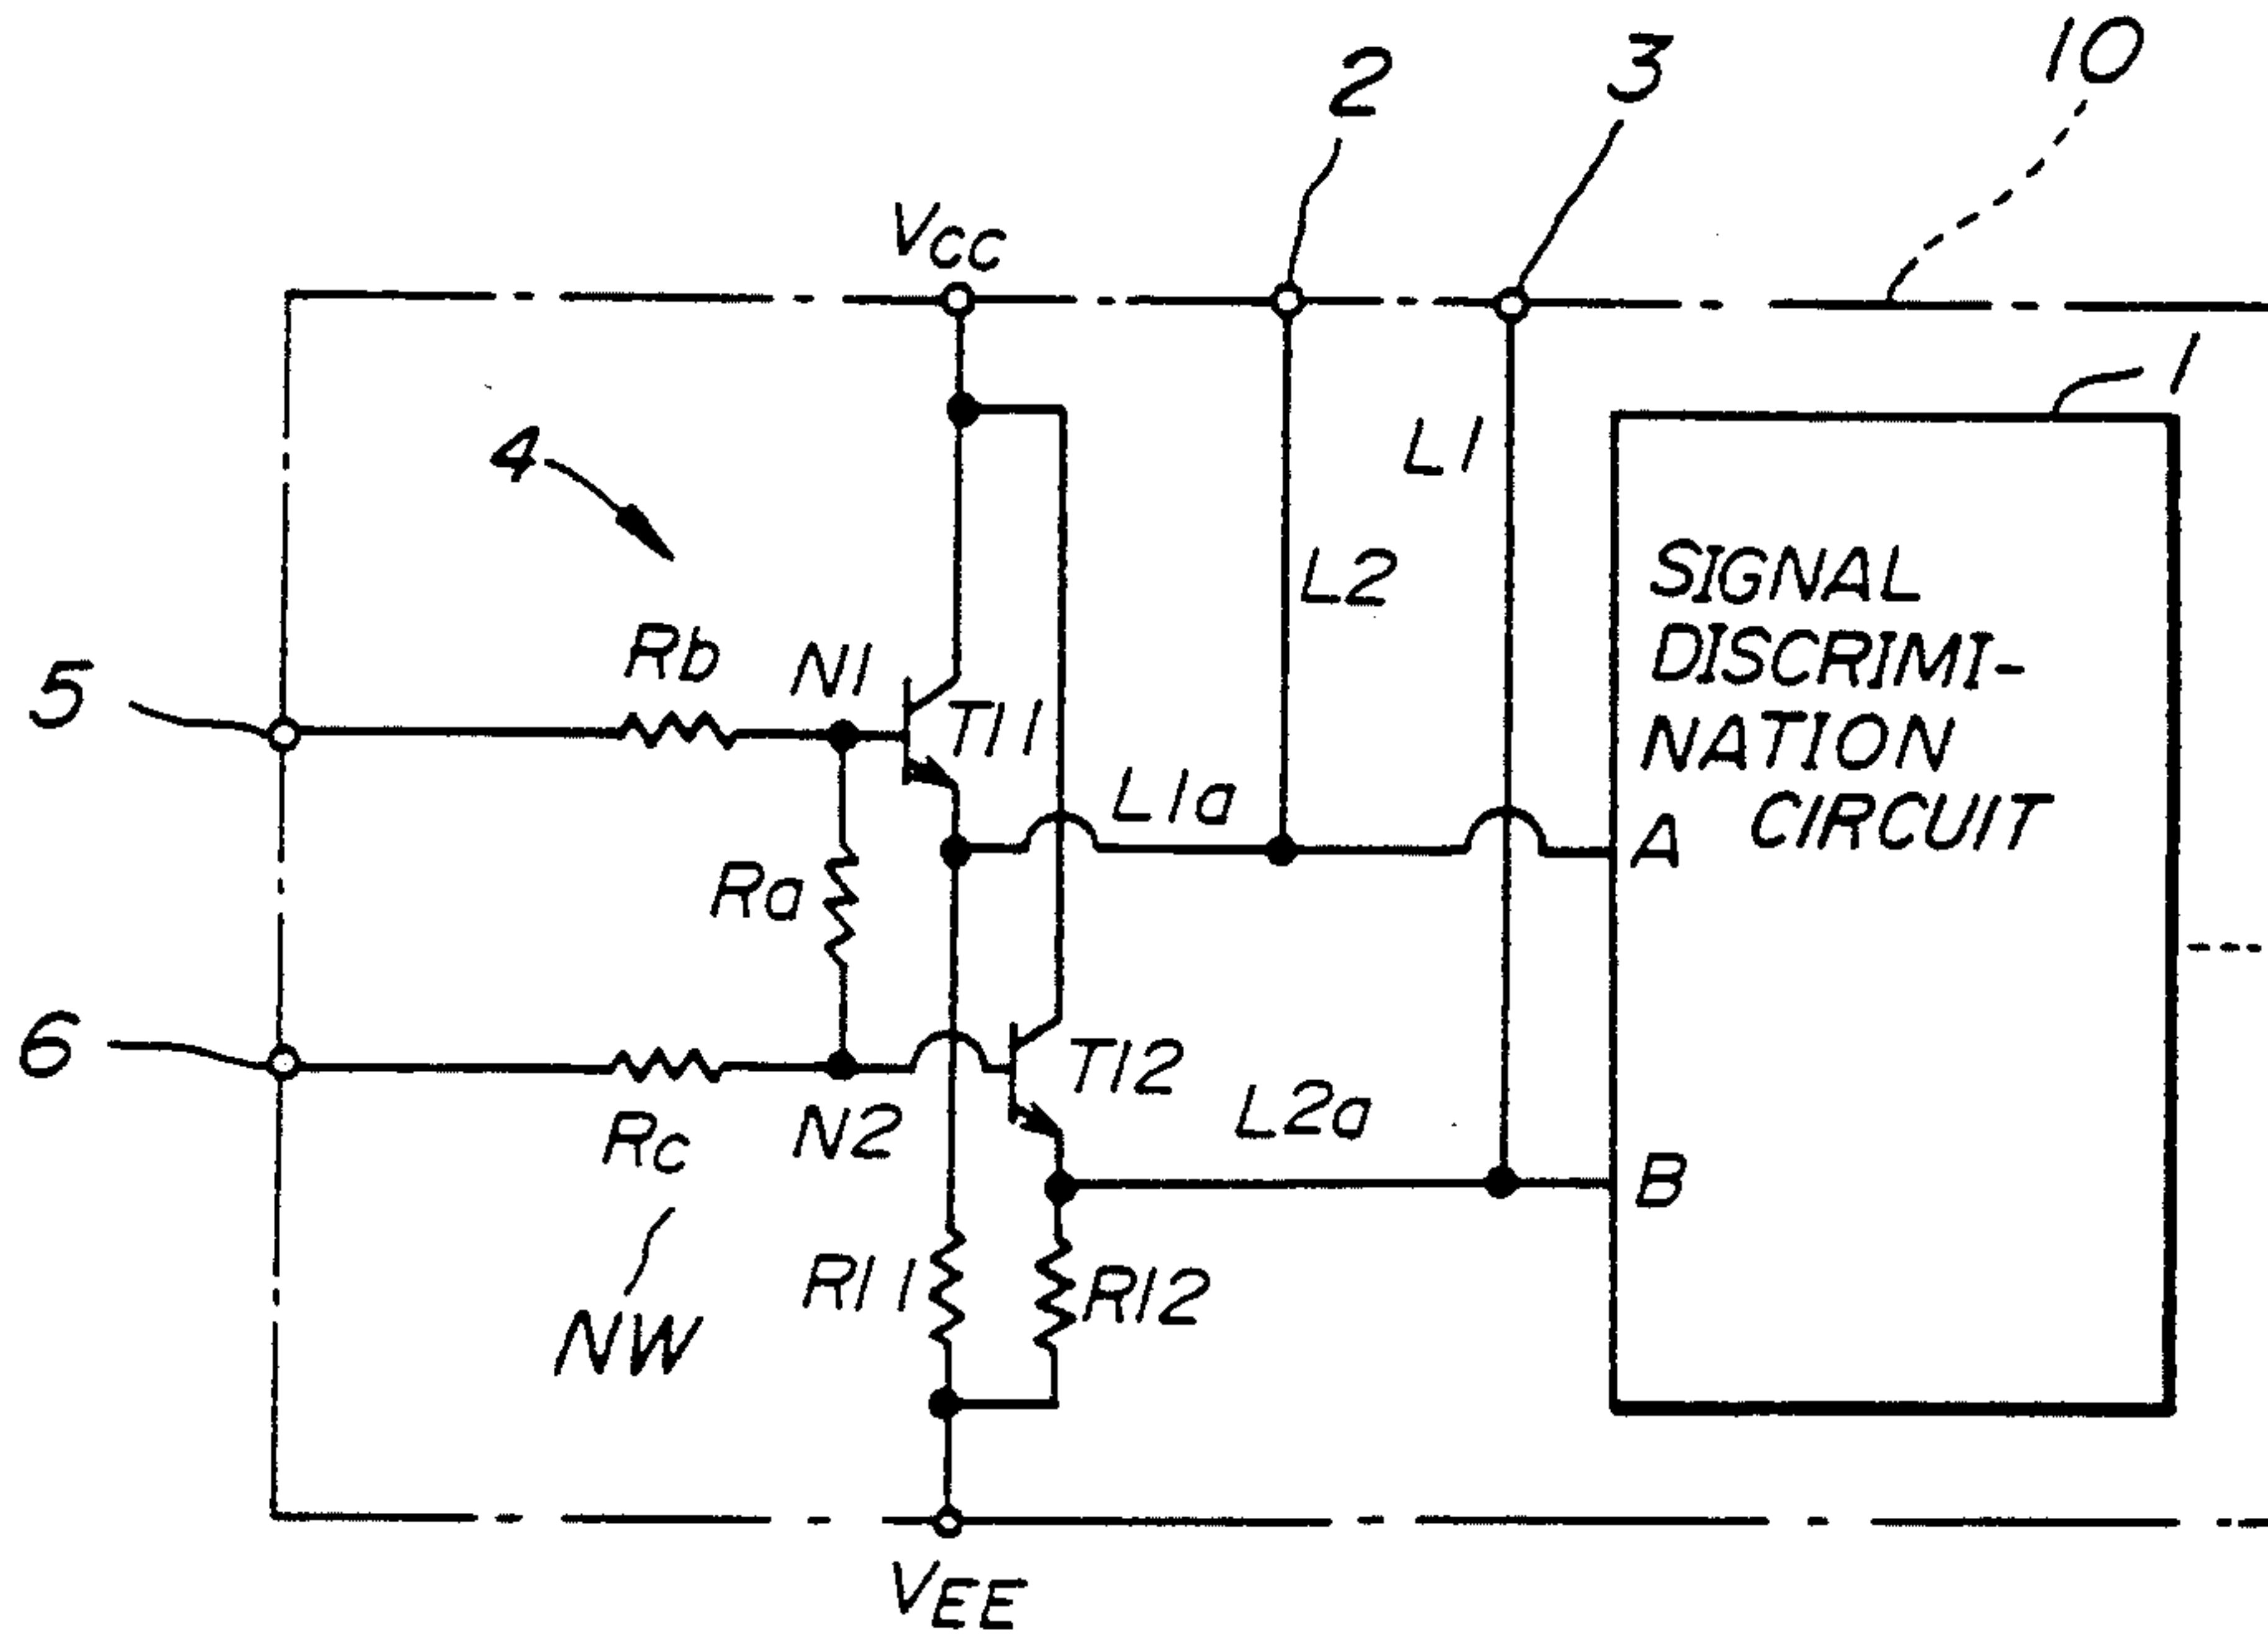 2
3
10
VCC
1
4
L1
L2
SIGNAL
DISCRIMI-
NATION
CIRCUIT
Rb
N1
5
T11
L1a
A
Ra
6
T12
L2a
Rc
N2
B
R11
R12
NW
VEE